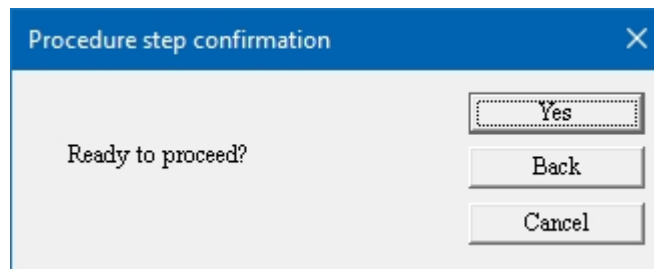 Procedure step confirmation
Yes
Ready to proceed?
Back
Cancel